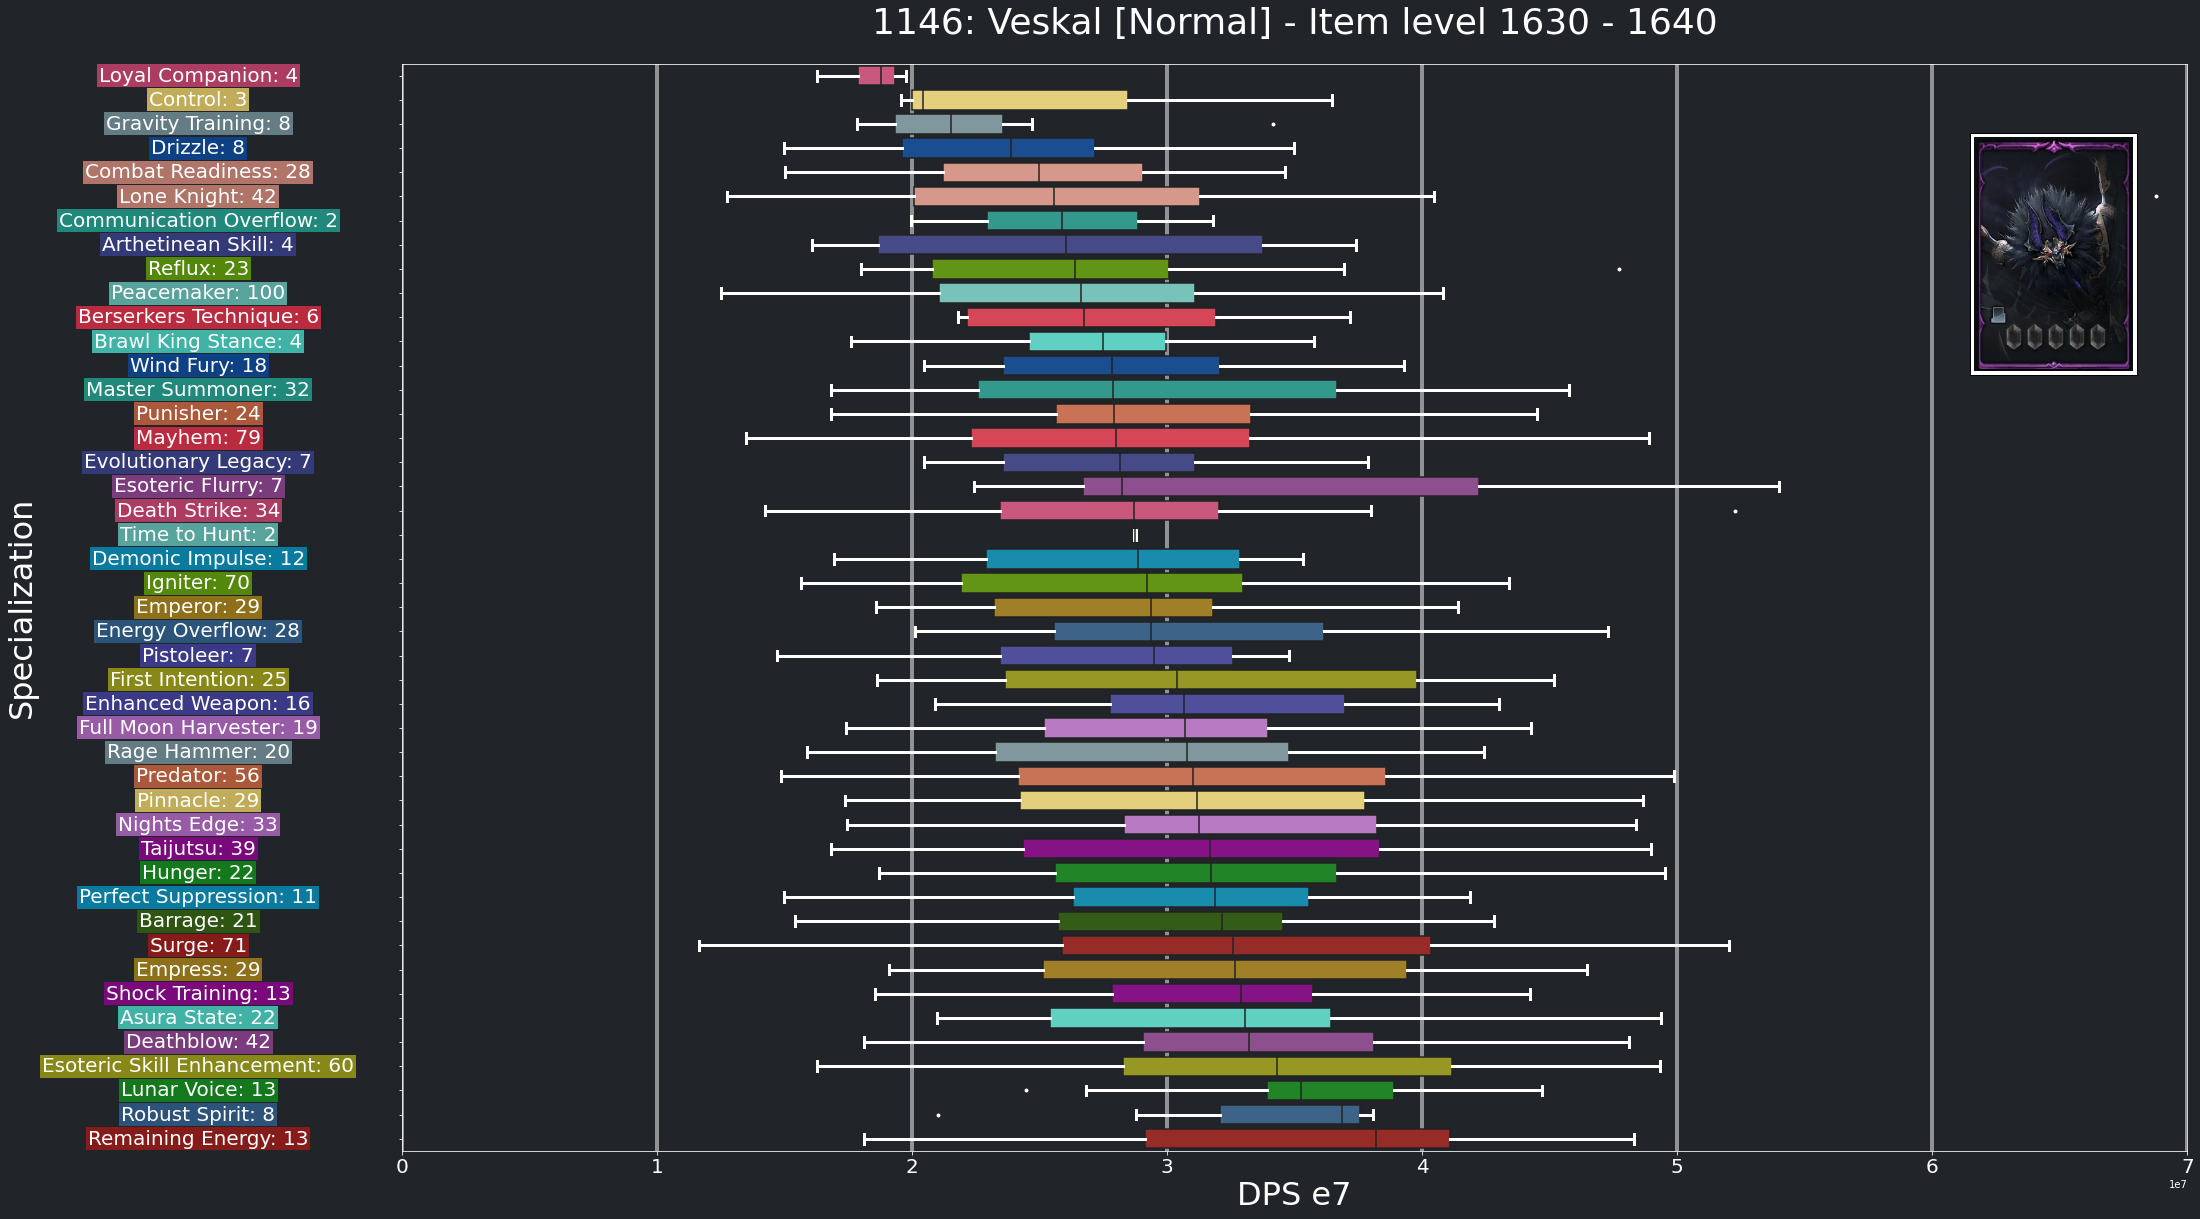 1146: Veskal [Normal] - Item level 1630 - 1640
Specialization
Loyal Companion: 4
Control: 3
Gravity Training: 8
Drizzle: 8
Combat Readiness: 28
Lone Knight: 42
Communication Overflow: 2
Arthetinean Skill: 4
Reflux: 23
Peacemaker: 100
Berserkers Technique: 6
Brawl King Stance: 4
Wind Fury: 18
Master Summoner: 32
Punisher: 24
Mayhem: 79
Evolutionary Legacy: 7
Esoteric Flurry: 7
Death Strike: 34
Time to Hunt: 2
Demonic Impulse: 12
Igniter: 70
Emperor: 29
Energy Overflow: 28
Pistoleer: 7
First Intention: 25
Enhanced Weapon: 16
Full Moon Harvester: 19
Rage Hammer: 20
Predator: 56
Pinnacle: 29
Nights Edge: 33
Taijutsu: 39
Hunger: 22
Perfect Suppression: 11
Barrage: 21
Surge: 71
Empress: 29
Shock Training: 13
Asura State: 22
Deathblow: 42
Esoteric Skill Enhancement: 60
Lunar Voice: 13
Robust Spirit: 8
Remaining Energy: 13
0 1 2 3 4 5 6 7
DPS e7
1e7